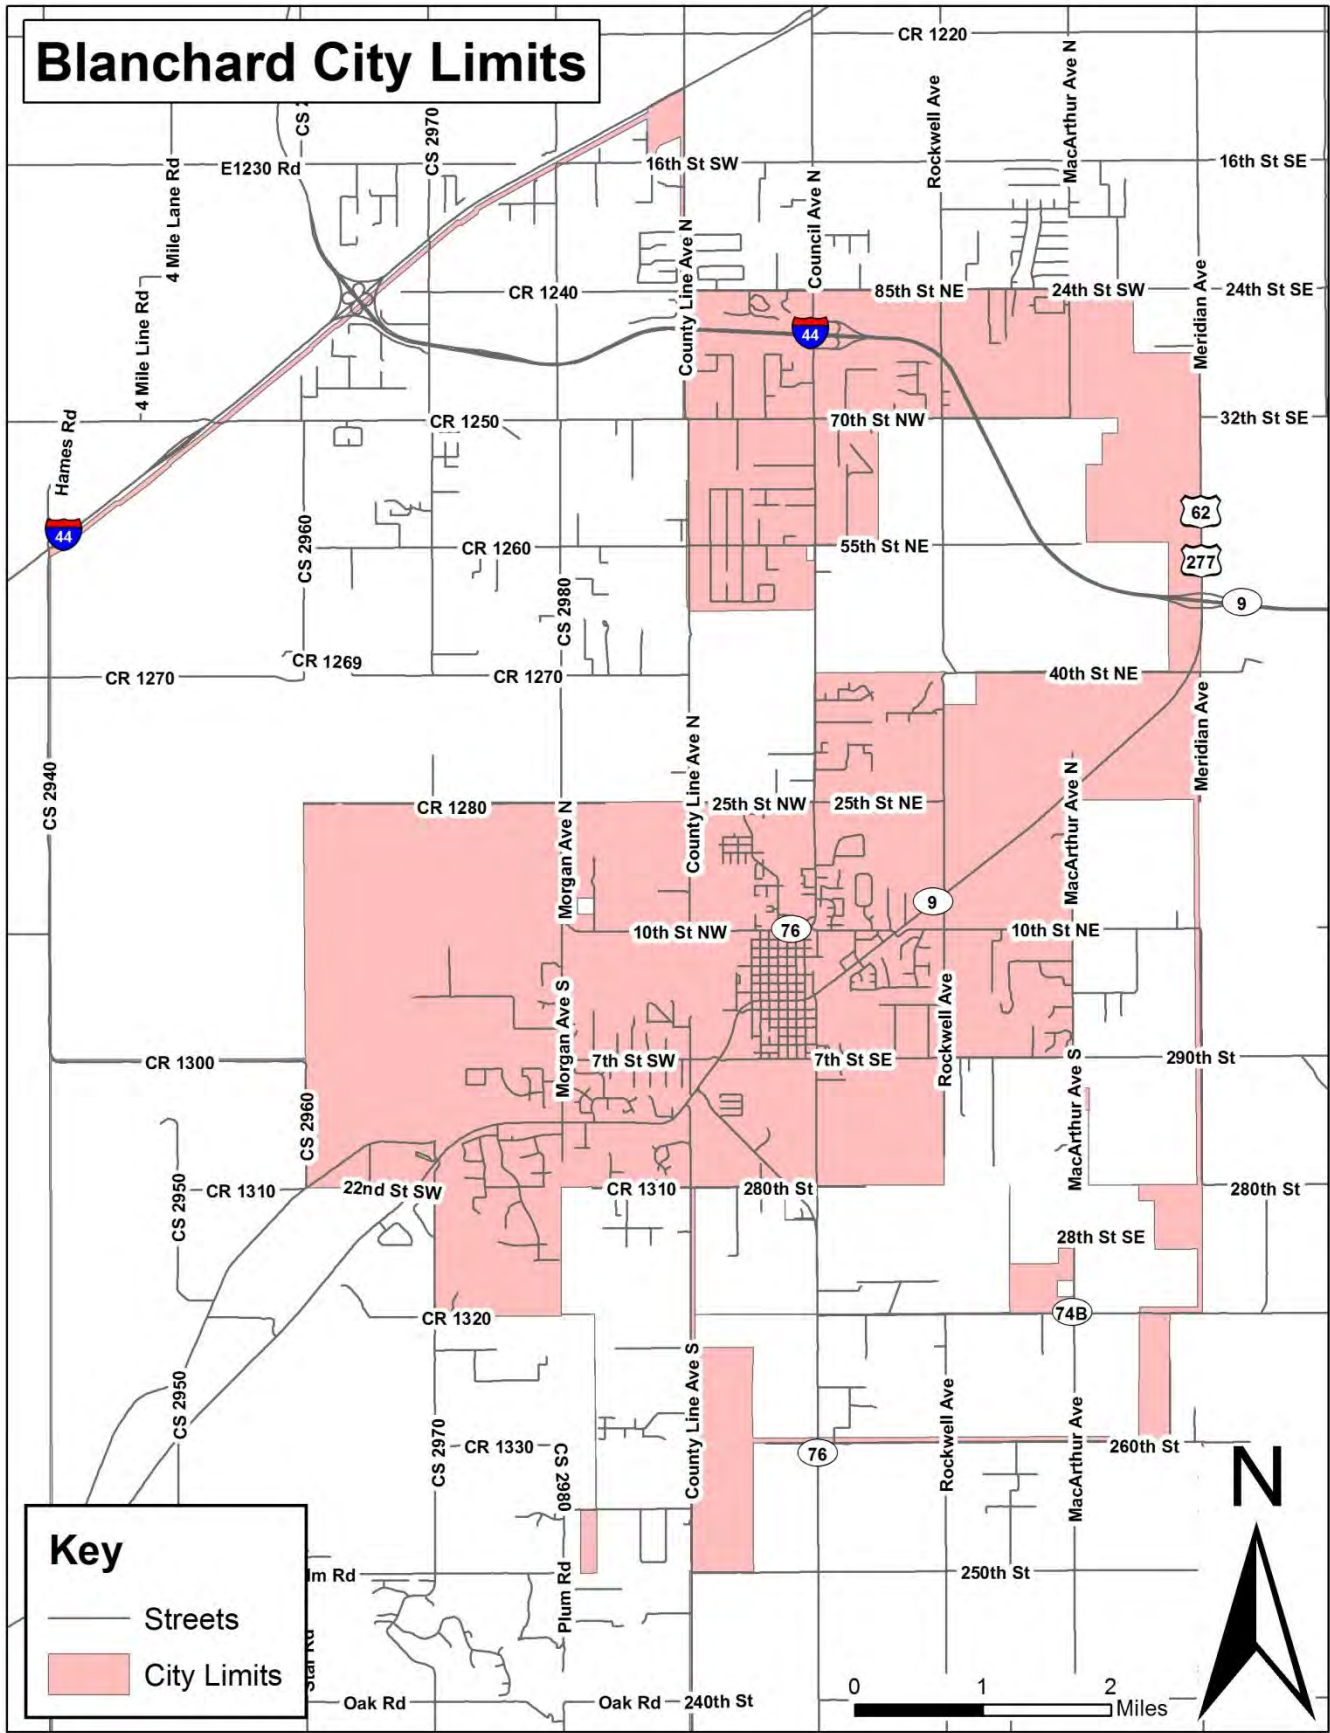 Blanchard City Limits
CR 1220
CS 2
CS 2970
Rockwell Ave
MacArthur Ave N
E1230 Rd
16th St SW
16th St SE
4 Mile Lane Rd
Council Ave N
County Line Ave N
Meridian Ave
CR 1240
85th St NE
24th St SW
24th St SE
4 Mile Line Rd
44
Hames Rd
CR 1250
70th St NW
32th St SE
44
62
CS 2960
CR 1260
55th St NE
277
CS 2980
9
CR 1269
CR 1270
CR 1270
40th St NE
Meridian Ave
County Line Ave N
CS 2940
CR 1280
25th St NW
25th St NE
Morgan Ave N
MacArthur Ave N
9
10th St NW
76
10th St NE
Morgan Ave S
Rockwell Ave
CR 1300
7th St SW
7th St SE
290th St
CS 2960
MacArthur Ave S
CS 2950
CR 1310
22nd St SW
CR 1310
280th St
280th St
28th St SE
CR 1320
74B
CS 2950
County Line Ave S
Rockwell Ave
MacArthur Ave
CS 2970
CR 1330
CS 2980
76
260th St
N
Key
Streets
City Limits
lm Rd
Plum Rd
250th St
Star Rd
Oak Rd
Oak Rd
240th St
0 1 2
Miles